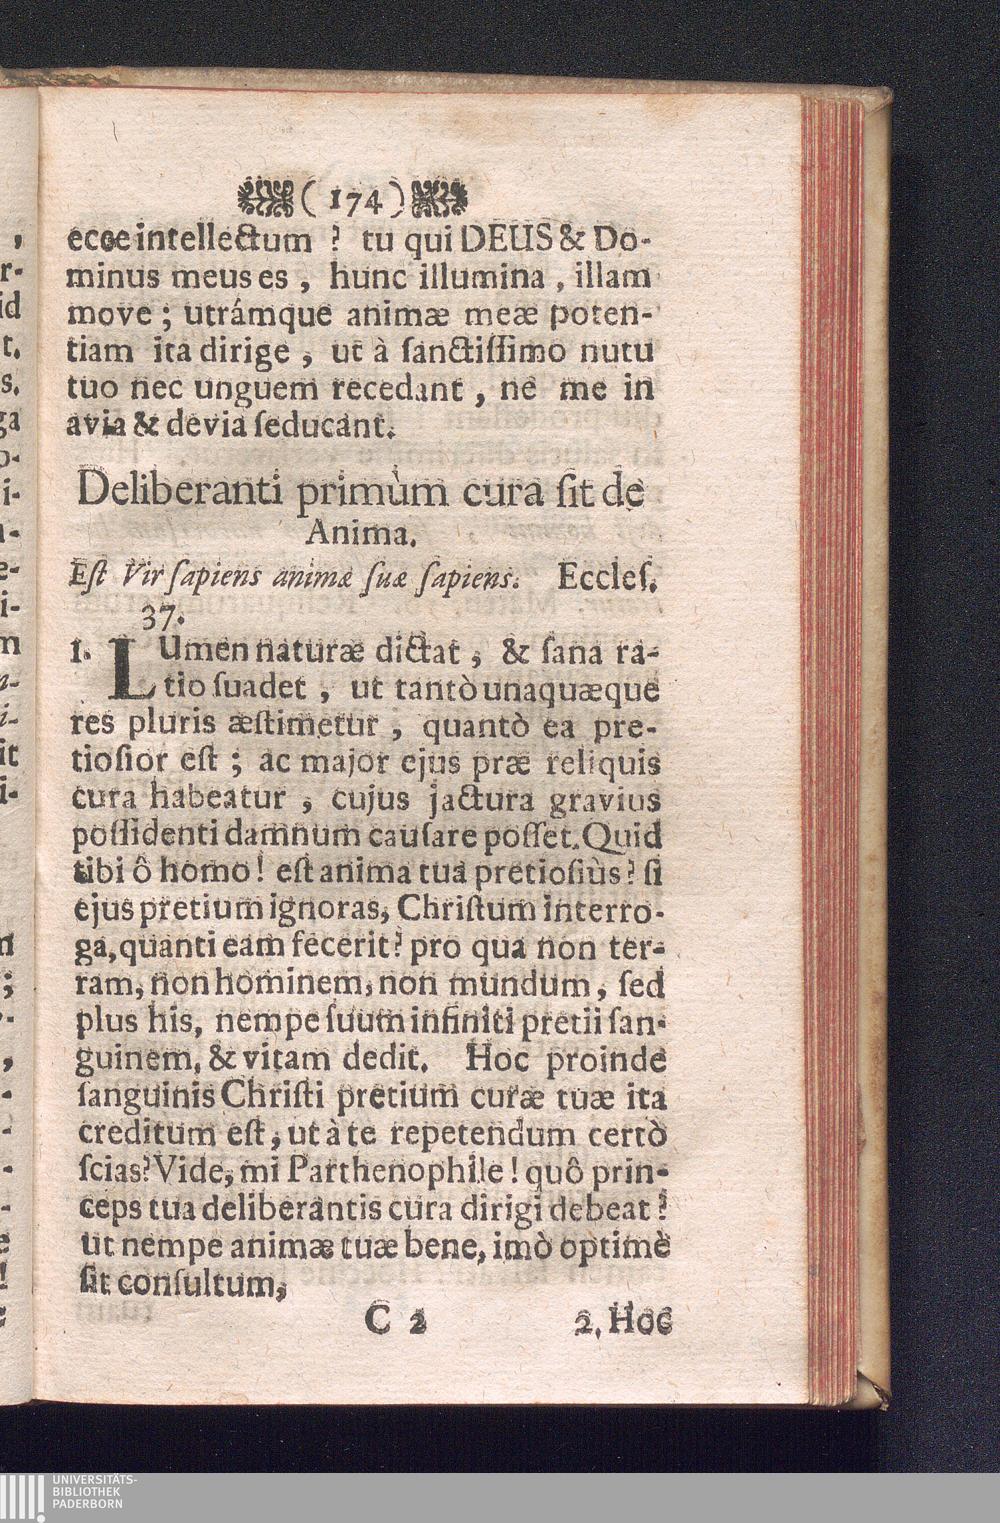 (174)
ecoe intellectum ? tu qui DEUS & Do-
minus meus es , hunc illumina , illam
move ; utrámque animæ meæ poten-
tiam ita dirige , ut à ſanctiſſimo nutu
tuo nec unguem recedant , ne me in
avia & devia ſeducant.
Deliberanti primùm cura ſit de
Anima.
Eſt Vir ſapiens animæ ſuæ ſapiens. Eccleſ.
37.
1. LUmen naturæ dictat , & ſana ra-
tio ſuadet , ut tantò unaquæque
res pluris æſtimetur , quantò ea pre-
tioſior eſt ; ac major ejus præ reliquis
cura habeatur , cujus jactura gravius
poſſidenti damnum cauſare poſſet. Quid
tibi ô homo! eſt anima tua pretioſiùs? ſi
ejus pretium ignoras, Chriſtum interro-
ga, quanti eam fecerit? pro qua non ter-
ram, non hominem, non mundum, ſed
plus his, nempe ſuum infiniti pretii ſan-
guinem, & vitam dedit. Hoc proinde
ſanguinis Chriſti pretium curæ tuæ ita
creditum eſt, ut à te repetendum certò
ſcias? Vide, mi Parthenophile! quô prin-
ceps tua deliberantis cura dirigi debeat?
ut nempe animæ tuæ bene, imò optimè
ſit conſultum,
C 2 2. Hoc
UNIVERSITÄTS-
BIBLIOTHEK
PADERBORN